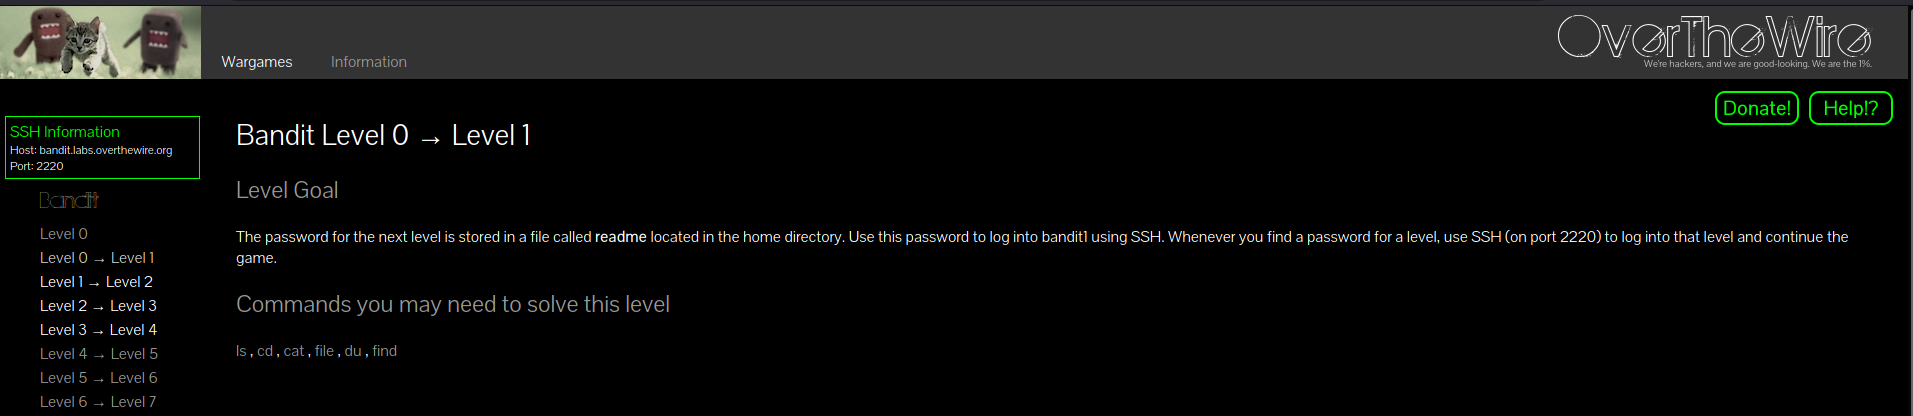 OverTheWire
We're hackers, and we are good-looking. We are the 1%.
Wargames Information
Donate! Help!?
SSH Information
Host: bandit.labs.overthewire.org
Port: 2220
Bandit
Level 0
Level 0 → Level 1
Level 1 → Level 2
Level 2 → Level 3
Level 3 → Level 4
Level 4 → Level 5
Level 5 → Level 6
Level 6 → Level 7
Bandit Level 0 → Level 1
Level Goal
The password for the next level is stored in a file called readme located in the home directory. Use this password to log into bandit1 using SSH. Whenever you find a password for a level, use SSH (on port 2220) to log into that level and continue the
game.
Commands you may need to solve this level
ls , cd , cat , file , du , find